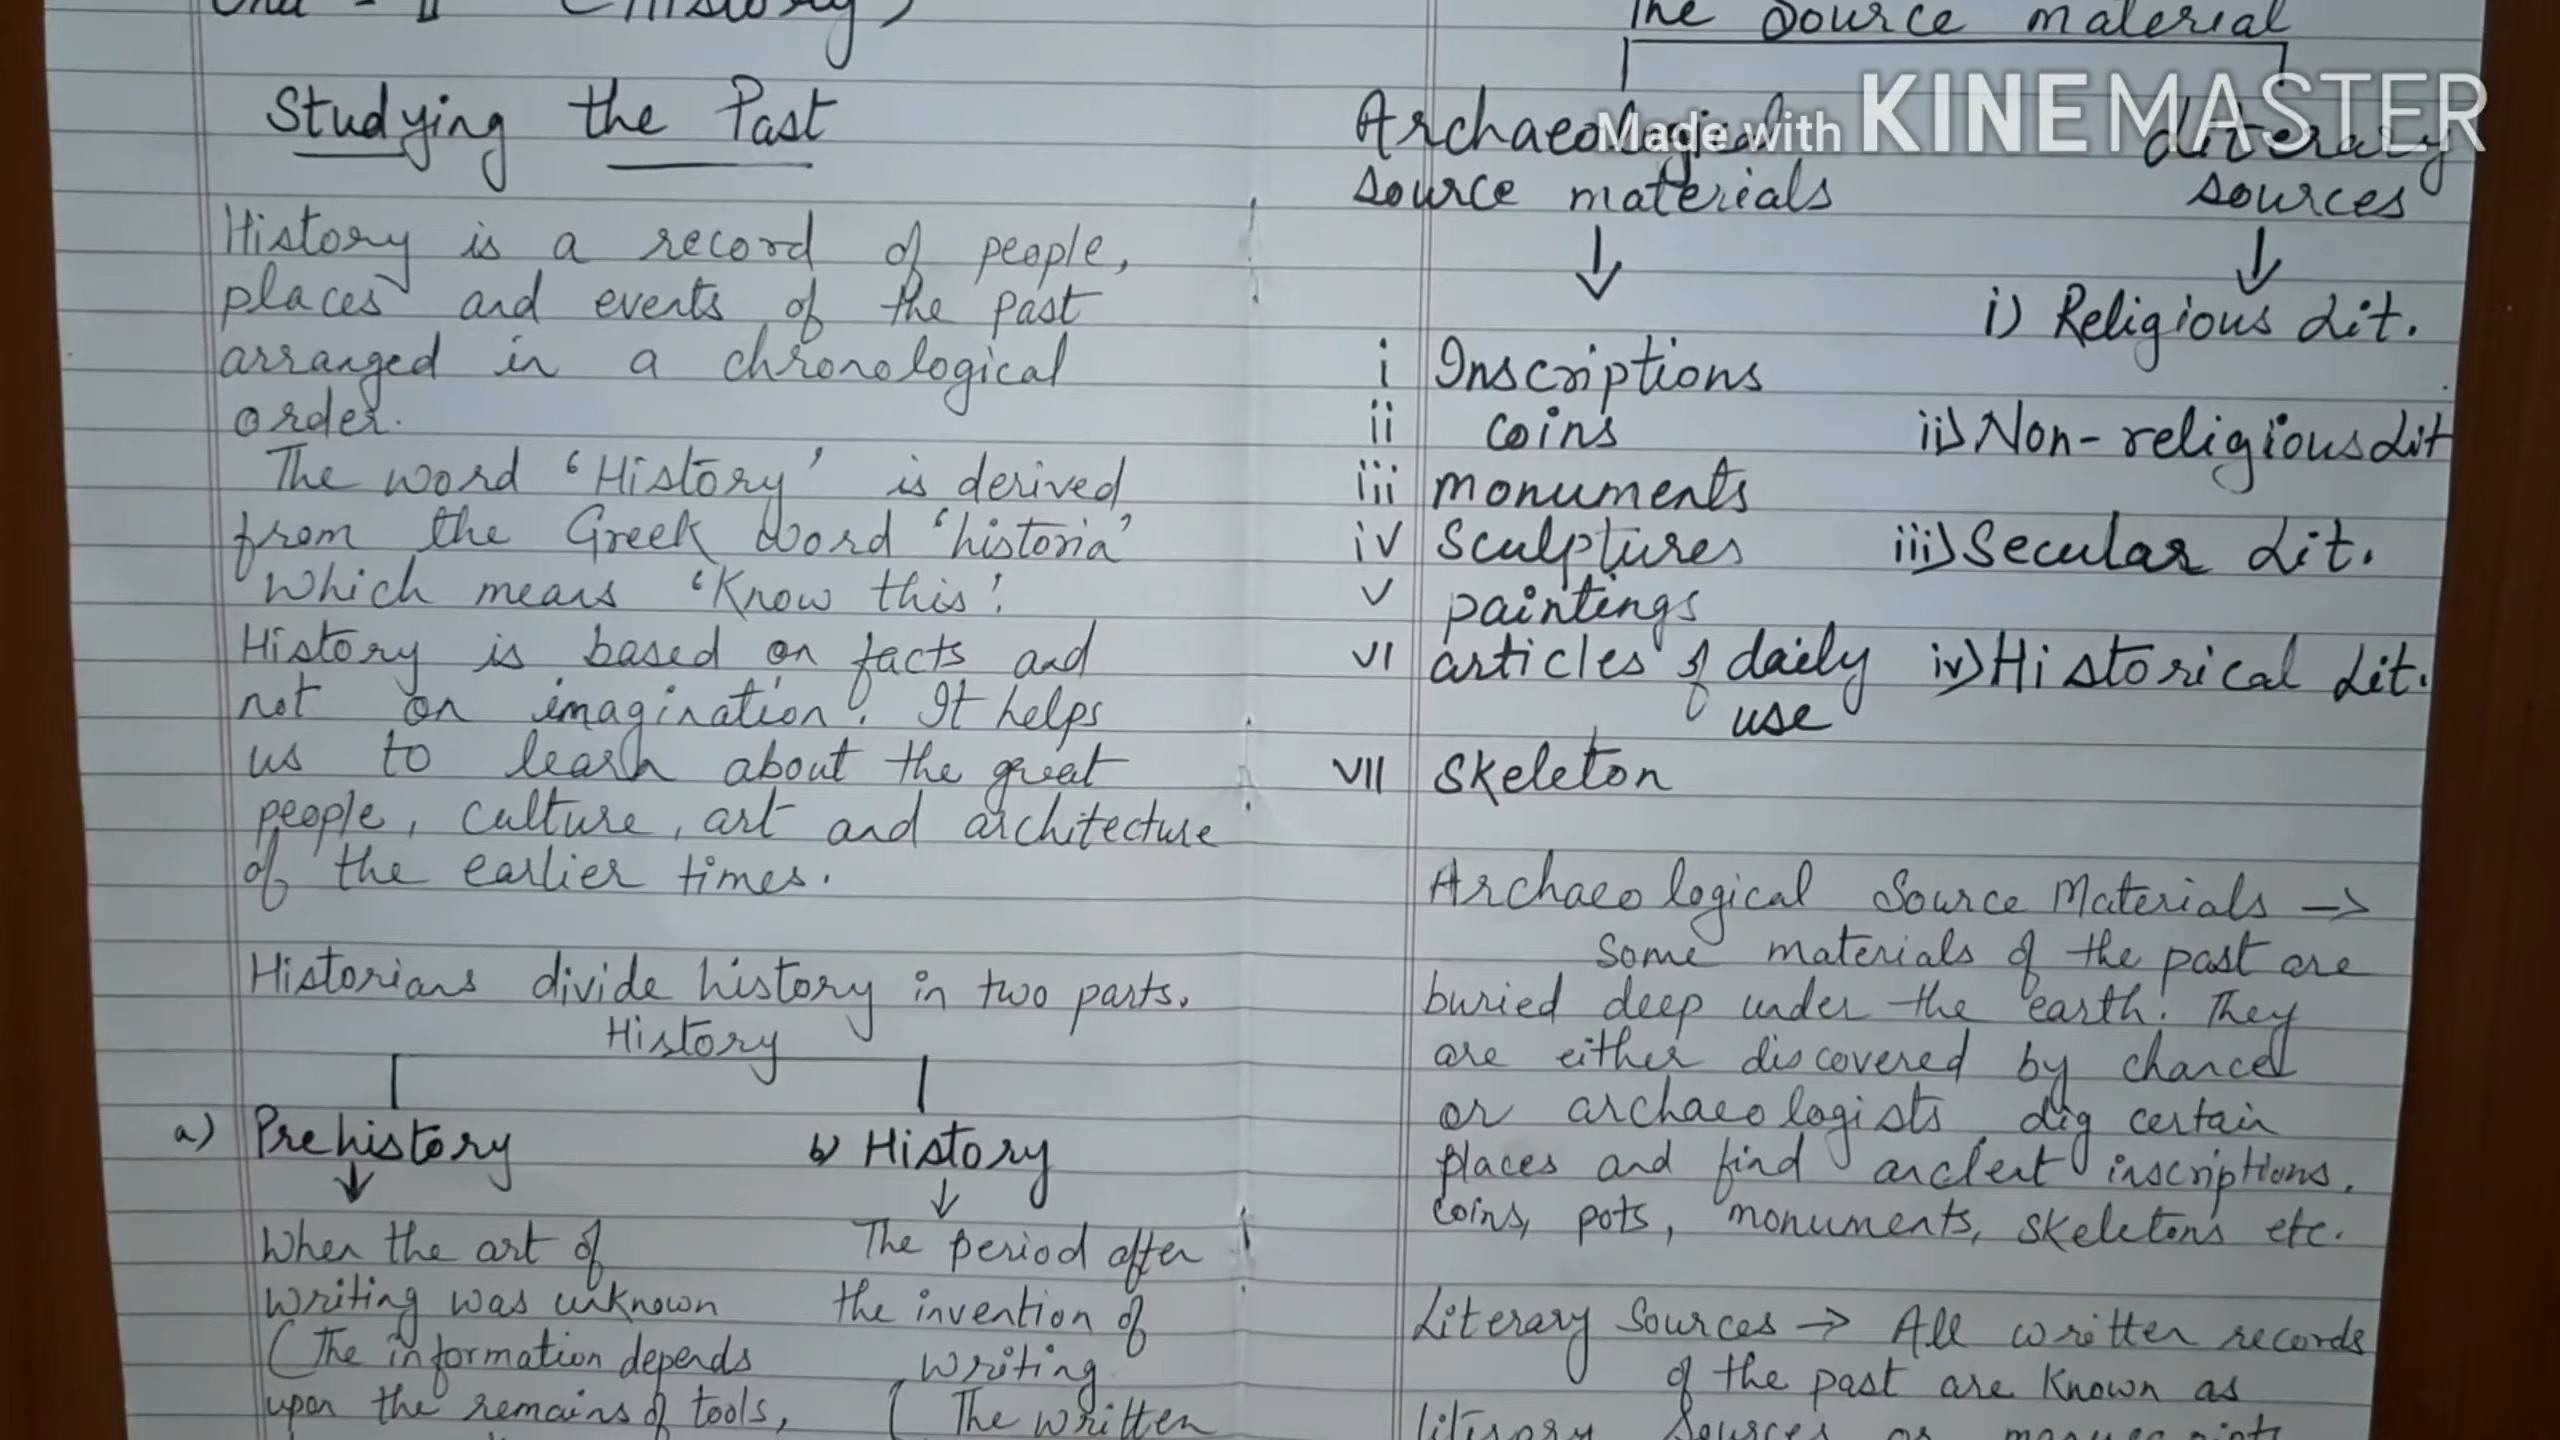 Unit - II (History)
Studying the Past
History is a record of people,
places and events of the past
arranged in a chronological
order.
The word 'History' is derived
from the Greek word 'historia'
which means 'Know this'.
History is based on facts and
not on imagination. It helps
us to learn about the great
people, culture, art and architecture
of the earlier times.
Historians divide history in two parts.
History
a) Prehistory
b) History
When the art of
writing was unknown
(The information depends
upon the remains of tools,
The period after
the invention of
writing.
(The written
The Source material
Archaeological
source materials
Literary
sources
Made with KINEMASTER
i Inscriptions
ii coins
iii monuments
iv Sculptures
v paintings
vi articles of daily
use
vii Skeleton
i) Religious Lit.
ii) Non-religious Lit
iii) Secular Lit.
iv) Historical Lit.
Archaeological Source Materials →
Some materials of the past are
buried deep under the earth. They
are either discovered by chance
or archaeologists dig certain
places and find ancient inscriptions,
coins, pots, monuments, skeletons etc.
Literary Sources → All written records
of the past are known as
literary sources or